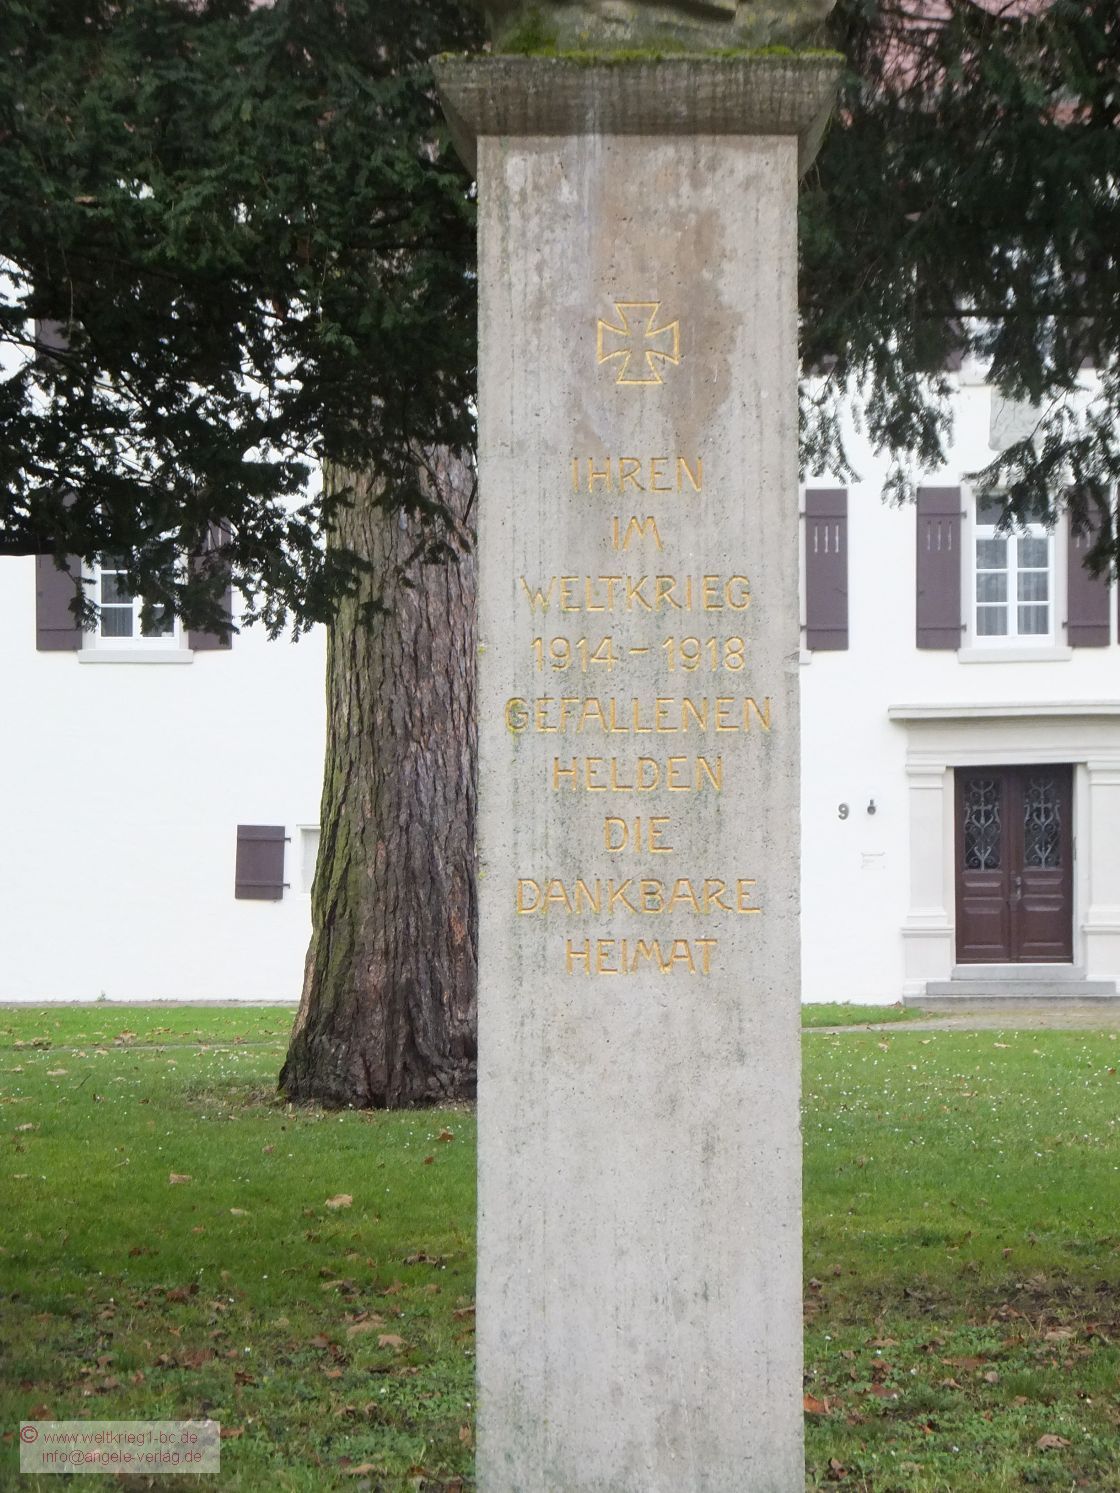 IHREN
IM
WELTKRIEG
1914-1918
GEFALLENEN
HELDEN
DIE
DANKBARE
HEIMAT
9
© www.weltkrieg1-bc.de
info@angele-verlag.de